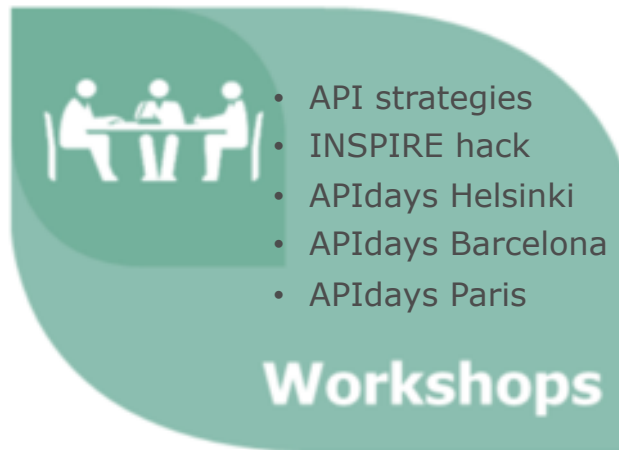 • API strategies
• INSPIRE hack
• APIdays Helsinki
• APIdays Barcelona
• APIdays Paris
Workshops